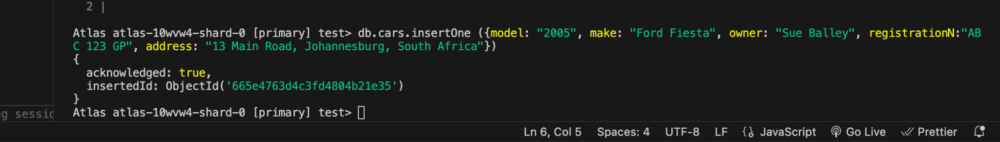 2
Atlas atlas-10wvw4-shard-0 [primary] test> db.cars.insertOne ({model: "2005", make: "Ford Fiesta", owner: "Sue Balley", registrationN:"AB
C 123 GP", address: "13 Main Road, Johannesburg, South Africa"})
{
  acknowledged: true,
  insertedId: ObjectId('665e4763d4c3fd4804b21e35')
}
g sessio
Atlas atlas-10wvw4-shard-0 [primary] test>
Ln 6, Col 5 Spaces: 4 UTF-8 LF {} JavaScript Go Live Prettier